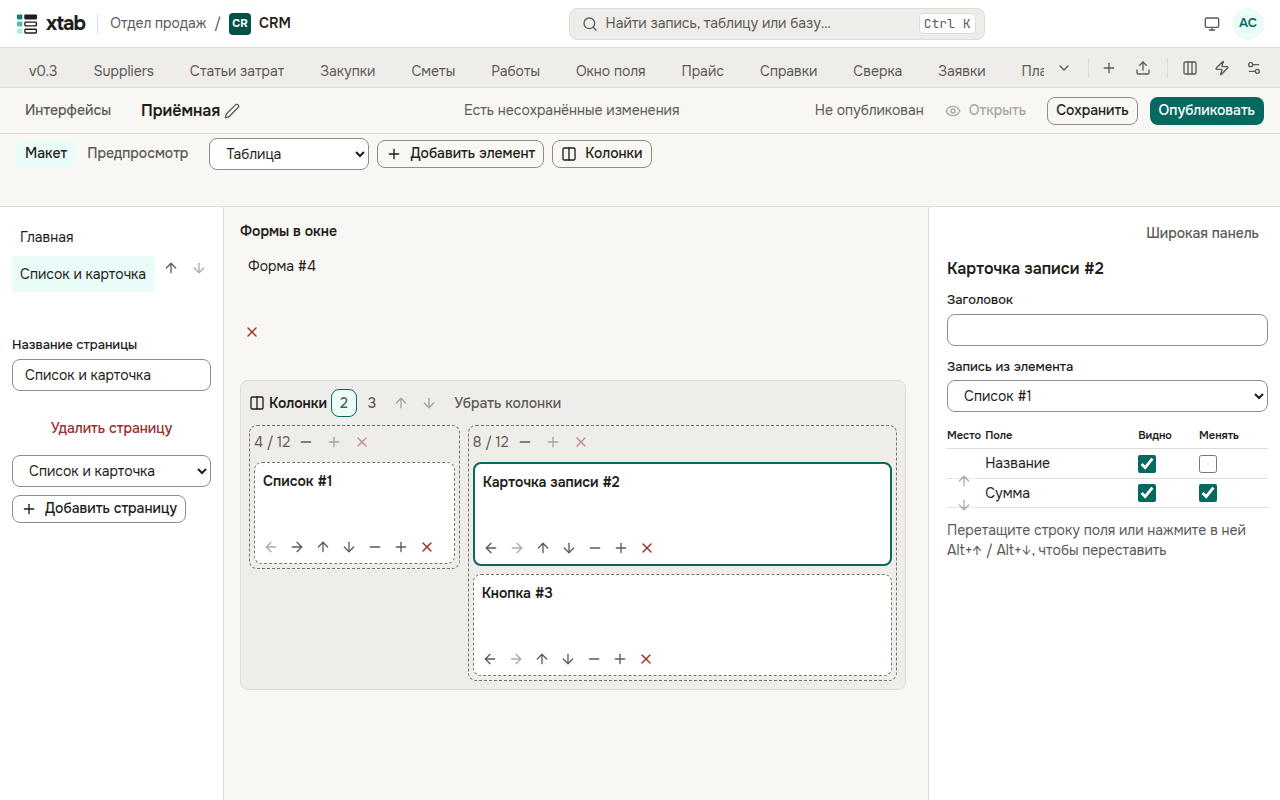 xtab Отдел продаж / CR CRM Найти запись, таблицу или базу... Ctrl K AC
v0.3 Suppliers Статьи затрат Закупки Сметы Работы Окно поля Прайс Справки Сверка Заявки Пла
Интерфейсы Приёмная Есть несохранённые изменения Не опубликован Открыть Сохранить Опубликовать
Макет Предпросмотр Таблица Добавить элемент Колонки
Главная
Список и карточка
Название страницы
Список и карточка
Удалить страницу
Список и карточка
Добавить страницу
Формы в окне
Форма #4
Колонки 2 3 Убрать колонки
4 / 12
Список #1
8 / 12
Карточка записи #2
Кнопка #3
Широкая панель
Карточка записи #2
Заголовок
Запись из элемента
Список #1
Место Поле Видно Менять
Название
Сумма
Перетащите строку поля или нажмите в ней
Alt+↑ / Alt+↓, чтобы переставить